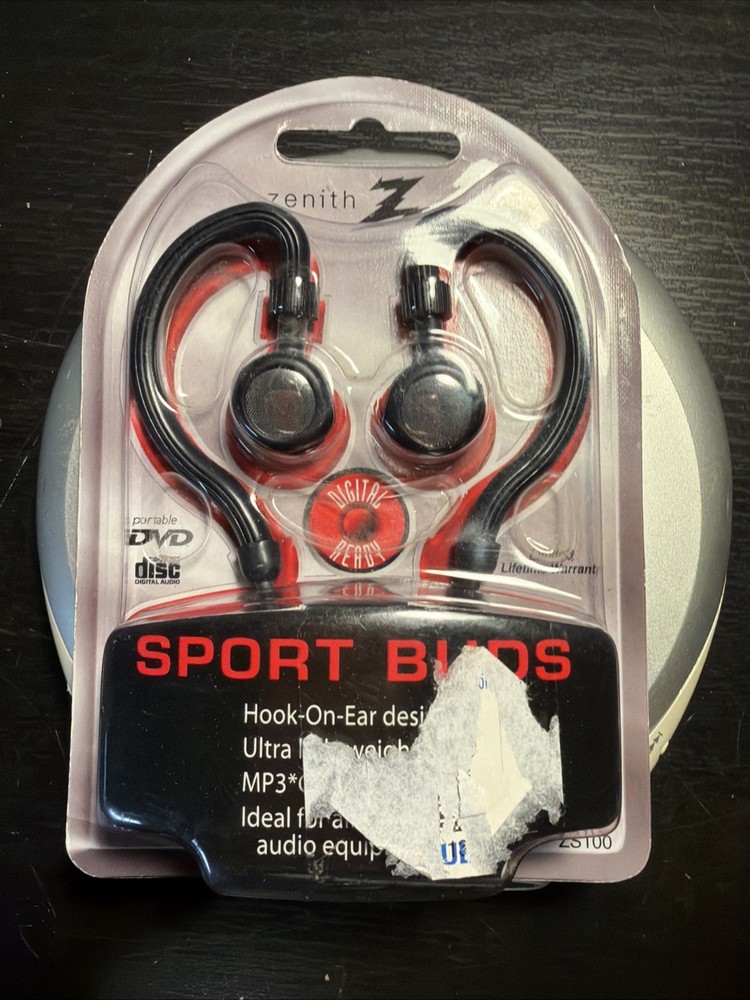 zenith Z
DIGITAL
READY
portable
DVD
disc
DIGITAL AUDIO
Lifetime Warrant
SPORT BUDS
Hook-On-Ear desi
Ultra
MP3*
Ideal for
audio equip
ZS100